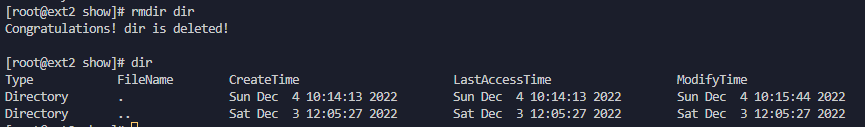 [root@ext2 show]# rmdir dir
Congratulations! dir is deleted!
[root@ext2 show]# dir
Type FileName CreateTime LastAccessTime ModifyTime
Directory . Sun Dec 4 10:14:13 2022 Sun Dec 4 10:14:13 2022 Sun Dec 4 10:15:44 2022
Directory .. Sat Dec 3 12:05:27 2022 Sat Dec 3 12:05:27 2022 Sat Dec 3 12:05:27 2022
[root@ext2 show]#